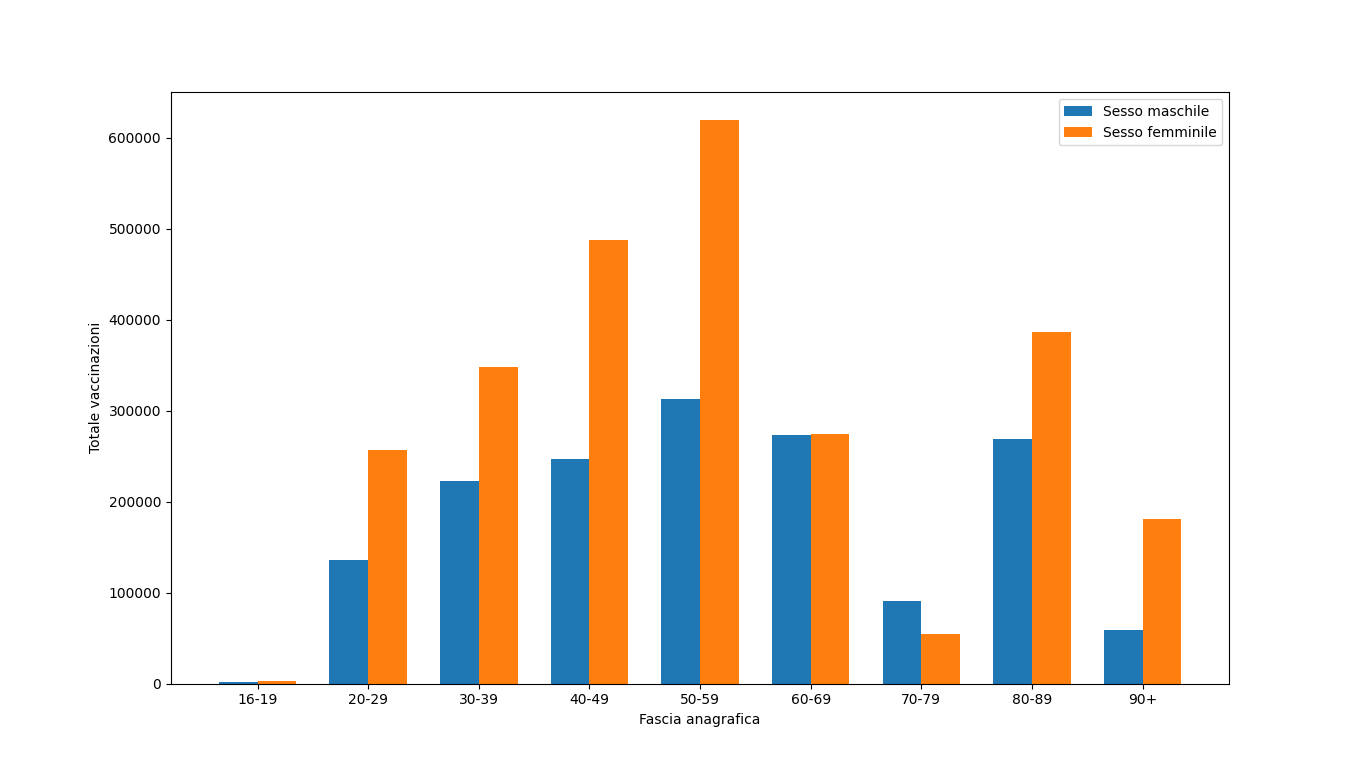 Sesso maschile
Sesso femminile
600000
500000
400000
300000
200000
100000
0
Totale vaccinazioni
16-19 20-29 30-39 40-49 50-59 60-69 70-79 80-89 90+
Fascia anagrafica